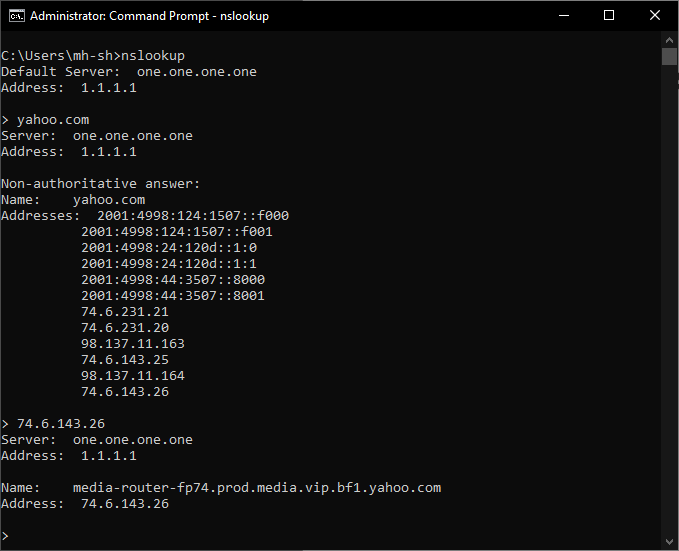 Administrator: Command Prompt - nslookup
C:\Users\mh-sh>nslookup
Default Server:  one.one.one.one
Address:  1.1.1.1
> yahoo.com
Server:  one.one.one.one
Address:  1.1.1.1
Non-authoritative answer:
Name:    yahoo.com
Addresses:  2001:4998:124:1507::f000
          2001:4998:124:1507::f001
          2001:4998:24:120d::1:0
          2001:4998:24:120d::1:1
          2001:4998:44:3507::8000
          2001:4998:44:3507::8001
          74.6.231.21
          74.6.231.20
          98.137.11.163
          74.6.143.25
          98.137.11.164
          74.6.143.26
> 74.6.143.26
Server:  one.one.one.one
Address:  1.1.1.1
Name:    media-router-fp74.prod.media.vip.bf1.yahoo.com
Address:  74.6.143.26
>